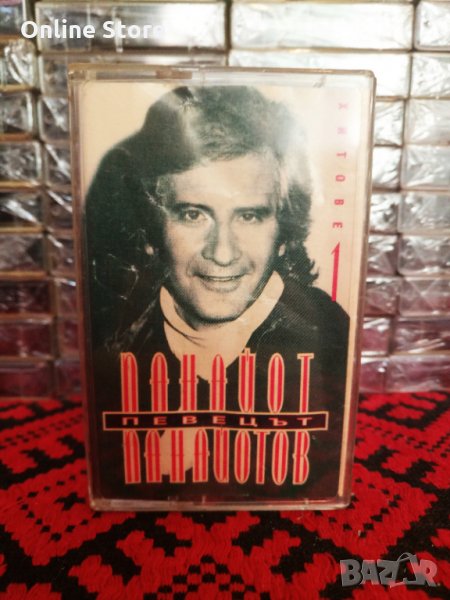 Online Store
ХИТОВЕ 1
ПАНАЙОТ
ПЕВЕЦЪТ
ПАНАЙОТОВ
BAZAR